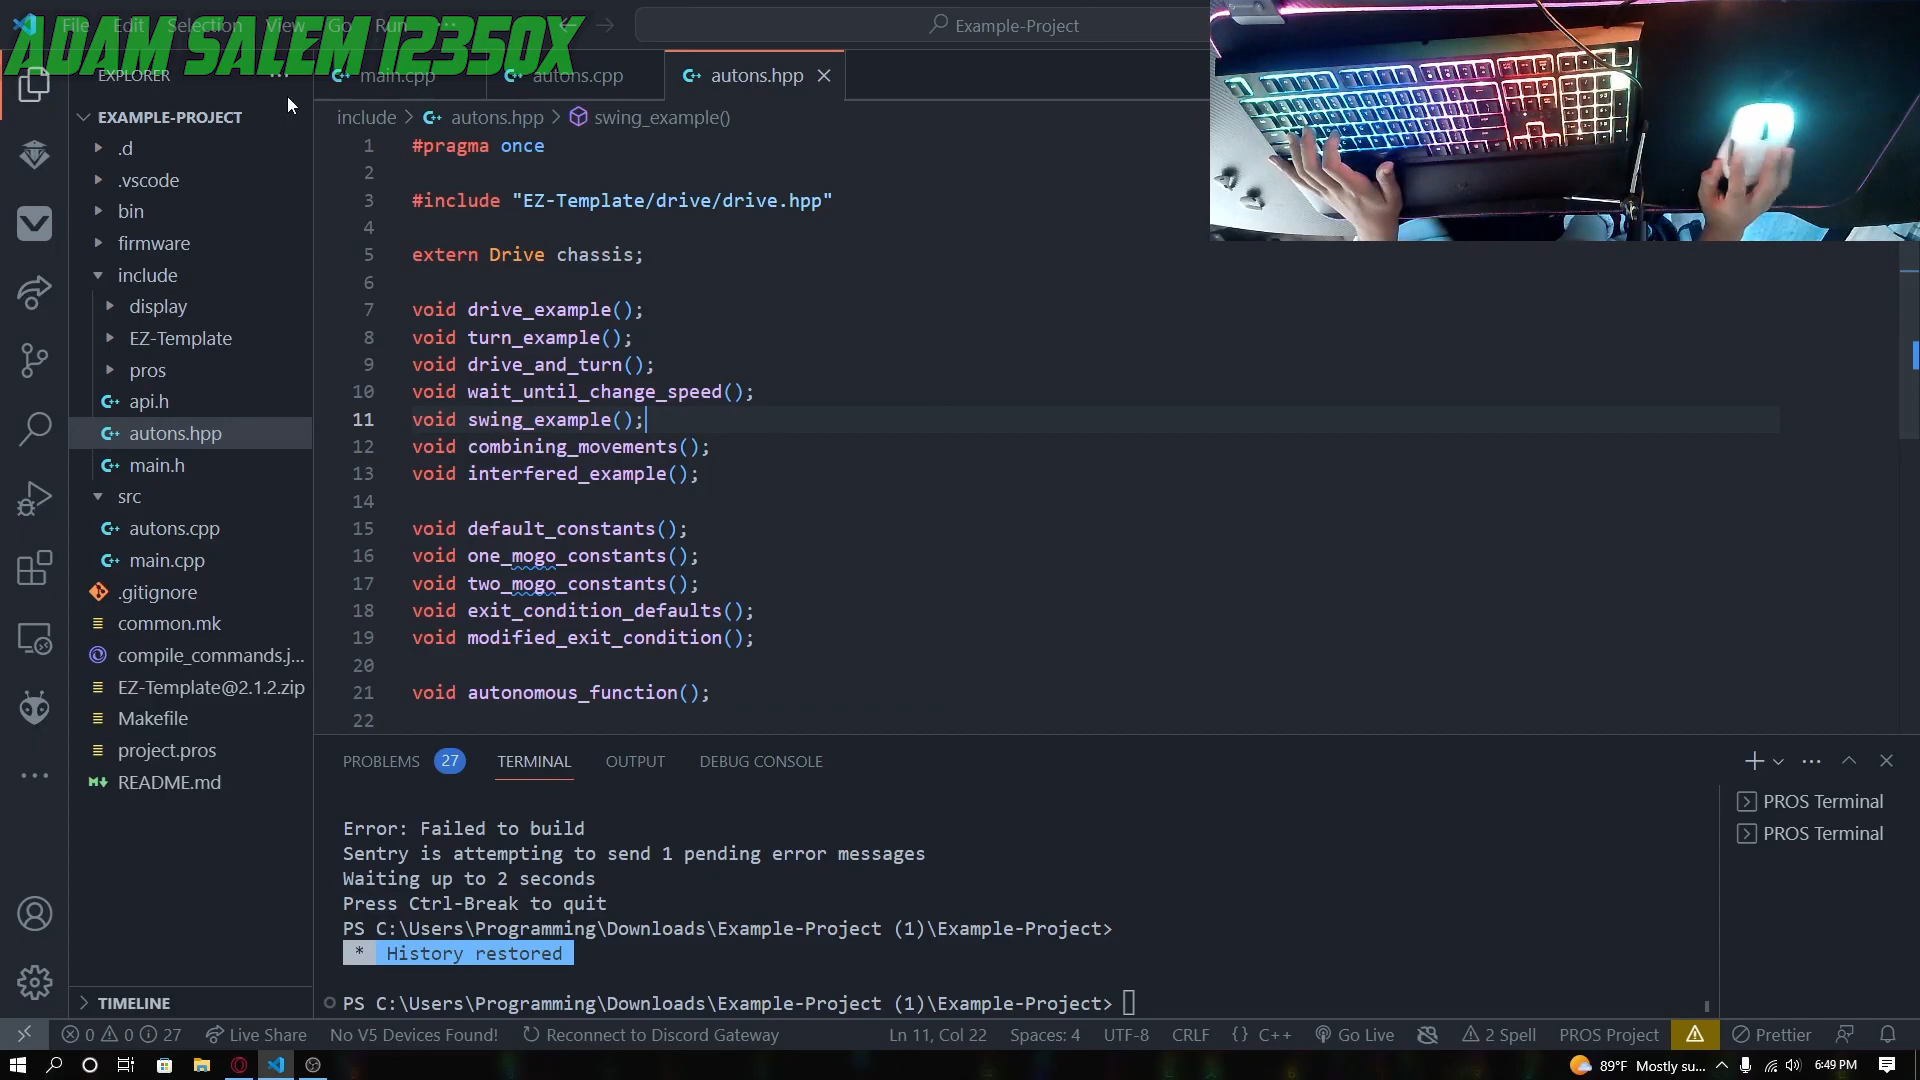 ADAM SALEM 12350X
File Edit Selection View Go Run ···
Example-Project
EXPLORER
main.cpp
autons.cpp
autons.hpp
include > autons.hpp > swing_example()
EXAMPLE-PROJECT
.d
.vscode
bin
firmware
include
display
EZ-Template
pros
api.h
autons.hpp
main.h
src
autons.cpp
main.cpp
.gitignore
common.mk
compile_commands.j...
EZ-Template@2.1.2.zip
Makefile
project.pros
README.md
TIMELINE
1 #pragma once
2
3 #include "EZ-Template/drive/drive.hpp"
4
5 extern Drive chassis;
6
7 void drive_example();
8 void turn_example();
9 void drive_and_turn();
10 void wait_until_change_speed();
11 void swing_example();
12 void combining_movements();
13 void interfered_example();
14
15 void default_constants();
16 void one_mogo_constants();
17 void two_mogo_constants();
18 void exit_condition_defaults();
19 void modified_exit_condition();
20
21 void autonomous_function();
22
PROBLEMS 27 TERMINAL OUTPUT DEBUG CONSOLE
Error: Failed to build
Sentry is attempting to send 1 pending error messages
Waiting up to 2 seconds
Press Ctrl-Break to quit
PS C:\Users\Programming\Downloads\Example-Project (1)\Example-Project>
* History restored
PS C:\Users\Programming\Downloads\Example-Project (1)\Example-Project>
PROS Terminal
PROS Terminal
0 0 27 Live Share No V5 Devices Found! Reconnect to Discord Gateway Ln 11, Col 22 Spaces: 4 UTF-8 CRLF {} C++ Go Live 2 Spell PROS Project Prettier
89°F Mostly su... 6:49 PM